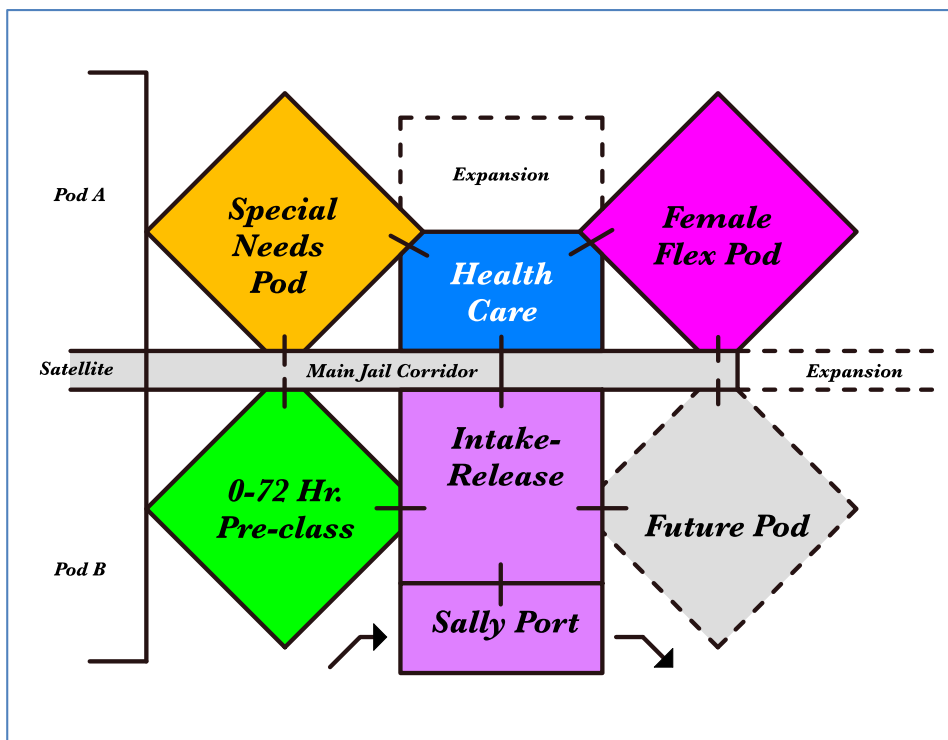 Expansion
Pod A
Special
Needs
Pod
Female
Flex Pod
Health
Care
Satellite
Main Jail Corridor
Expansion
Intake-
Release
0-72 Hr.
Pre-class
Future Pod
Pod B
Sally Port